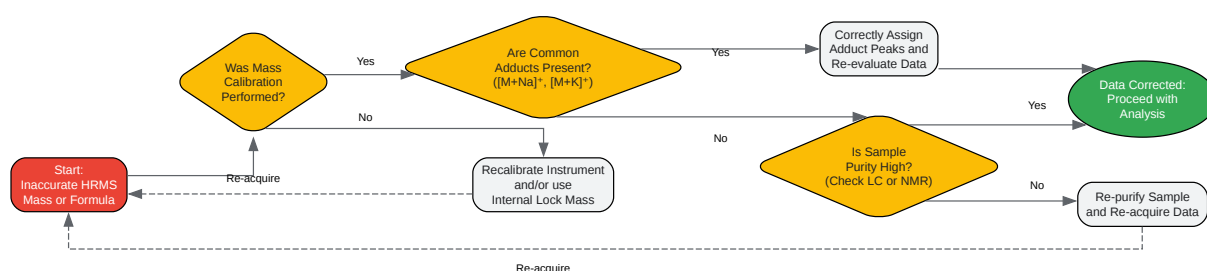 Start:
Inaccurate HRMS
Mass or Formula
Was Mass
Calibration
Performed?
Yes
No
Re-acquire
Recalibrate Instrument
and/or use
Internal Lock Mass
Are Common
Adducts Present?
([M+Na]⁺, [M+K]⁺)
Yes
No
Correctly Assign
Adduct Peaks and
Re-evaluate Data
Is Sample
Purity High?
(Check LC or NMR)
Yes
No
Data Corrected:
Proceed with
Analysis
Re-purify Sample
and Re-acquire Data
Re-acquire